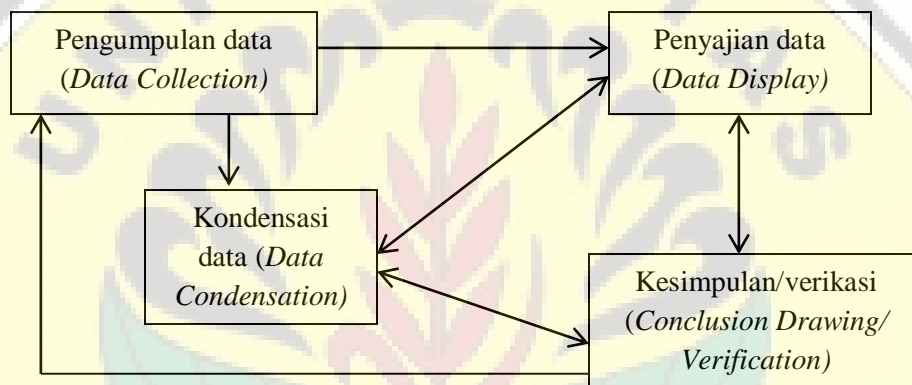 Pengumpulan data
(Data Collection)
Penyajian data
(Data Display)
Kondensasi
data (Data
Condensation)
Kesimpulan/verikasi
(Conclusion Drawing/
Verification)
U
N
A
S